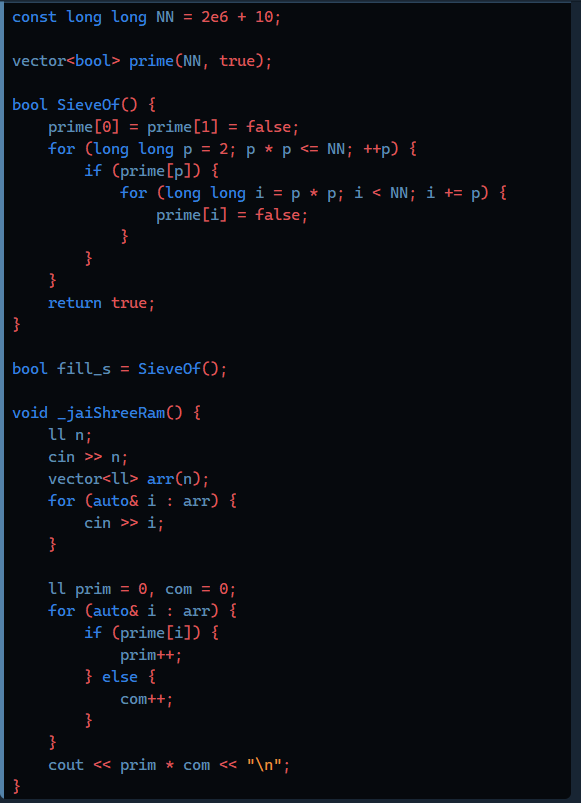 const long long NN = 2e6 + 10;
vector<bool> prime(NN, true);
bool SieveOf() {
prime[0] = prime[1] = false;
for (long long p = 2; p * p <= NN; ++p) {
if (prime[p]) {
for (long long i = p * p; i < NN; i += p) {
prime[i] = false;
}
}
}
return true;
}
bool fill_s = SieveOf();
void _jaiShreeRam() {
ll n;
cin >> n;
vector<ll> arr(n);
for (auto& i : arr) {
cin >> i;
}
ll prim = 0, com = 0;
for (auto& i : arr) {
if (prime[i]) {
prim++;
} else {
com++;
}
}
cout << prim * com << "\n";
}